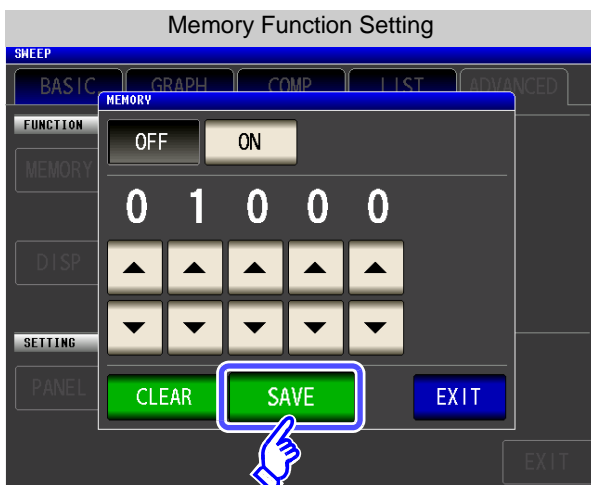 Memory Function Setting
SWEEP
BASIC GRAPH COMP LIST ADVANCED
MEMORY
FUNCTION
OFF ON
MEMORY
0 1 0 0 0
DISP
SETTING
PANEL
CLEAR SAVE EXIT
EXIT